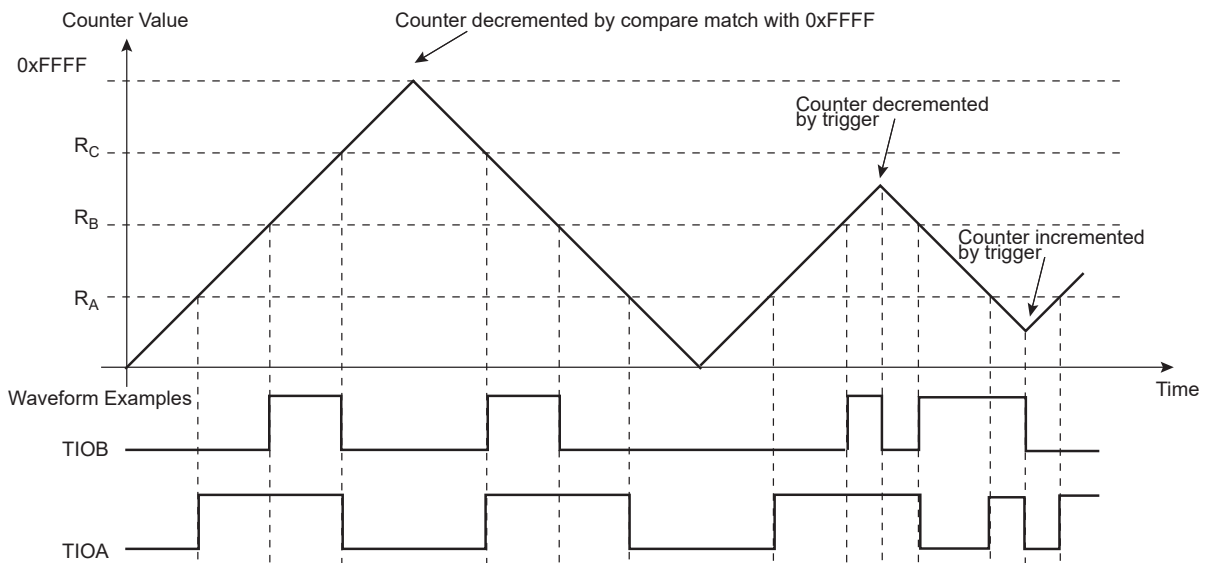 Counter Value
Counter decremented by compare match with 0xFFFF
0xFFFF
Counter decremented
by trigger
RC
RB
Counter incremented
by trigger
RA
Time
Waveform Examples
TIOB
TIOA